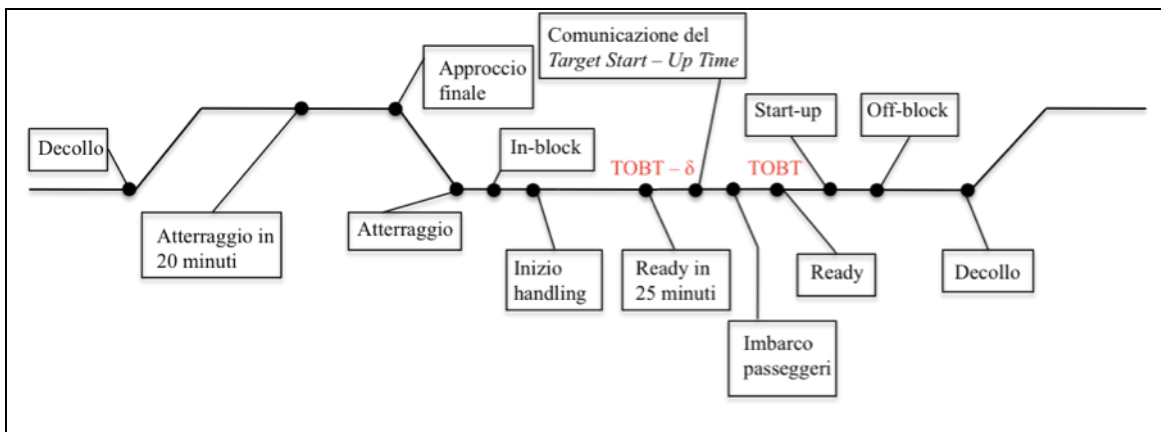 Comunicazione del
Target Start – Up Time
Approccio
finale
Start-up
Off-block
Decollo
In-block
TOBT – δ
TOBT
Atterraggio in
20 minuti
Atterraggio
Inizio
handling
Ready in
25 minuti
Ready
Decollo
Imbarco
passeggeri